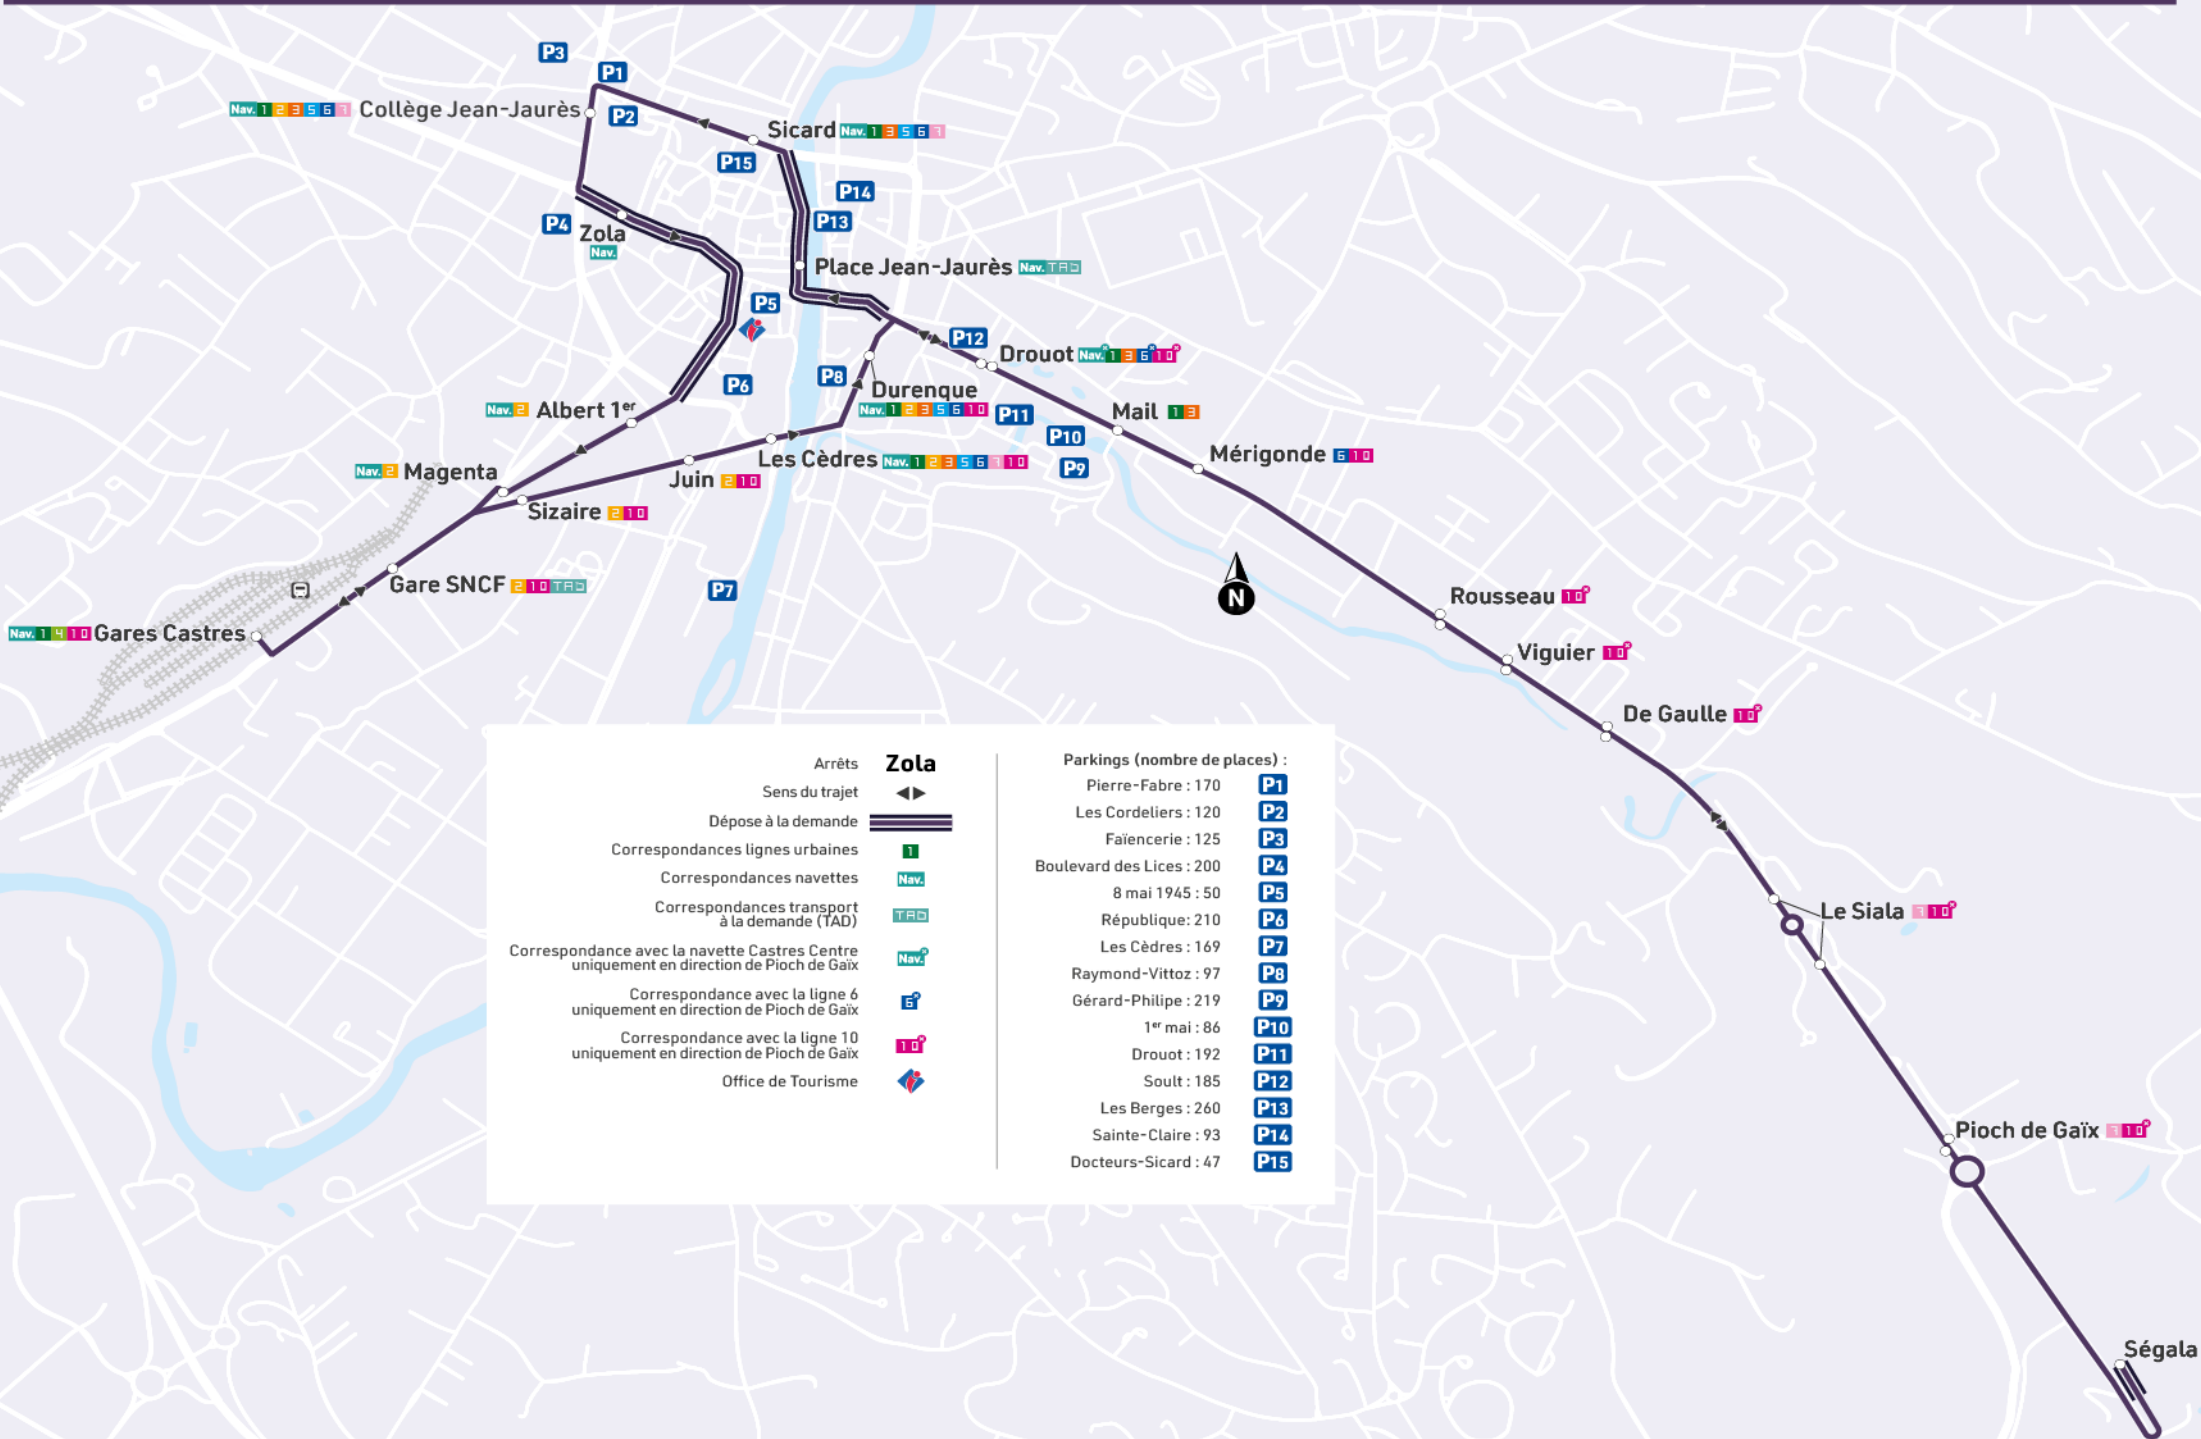 P3
P1
Nav. 1 2 3 5 6 7 Collège Jean-Jaurès
P2
Sicard Nav. 1 3 5 6 7
P15
P14
P4
P13
Zola
Nav.
Place Jean-Jaurès Nav. TAD
P5
P12
Drouot Nav.× 1 3 6× 10×
P6
P8
Durenque
Nav. 1 2 3 5 6 10
P11
Nav. 2 Albert 1er
Mail 1 3
P10
Nav. 2 Magenta
Les Cèdres Nav. 1 2 3 5 6 7 10
P9
Mérigonde 6 10
Juin 2 10
Sizaire 2 10
Gare SNCF 2 10 TAD
P7
N
Rousseau 10×
Nav. 1 4 10 Gares Castres
Viguier 10×
De Gaulle 10×
Le Siala 7 10×
Pioch de Gaïx 7 10×
Ségala
Arrêts Zola
Sens du trajet
Dépose à la demande
Correspondances lignes urbaines 1
Correspondances navettes Nav.
Correspondances transport
à la demande (TAD) TAD
Correspondance avec la navette Castres Centre
uniquement en direction de Pioch de Gaïx Nav.×
Correspondance avec la ligne 6
uniquement en direction de Pioch de Gaïx 6×
Correspondance avec la ligne 10
uniquement en direction de Pioch de Gaïx 10×
Office de Tourisme
Parkings (nombre de places) :
Pierre-Fabre : 170 P1
Les Cordeliers : 120 P2
Faïencerie : 125 P3
Boulevard des Lices : 200 P4
8 mai 1945 : 50 P5
République: 210 P6
Les Cèdres : 169 P7
Raymond-Vittoz : 97 P8
Gérard-Philipe : 219 P9
1er mai : 86 P10
Drouot : 192 P11
Soult : 185 P12
Les Berges : 260 P13
Sainte-Claire : 93 P14
Docteurs-Sicard : 47 P15